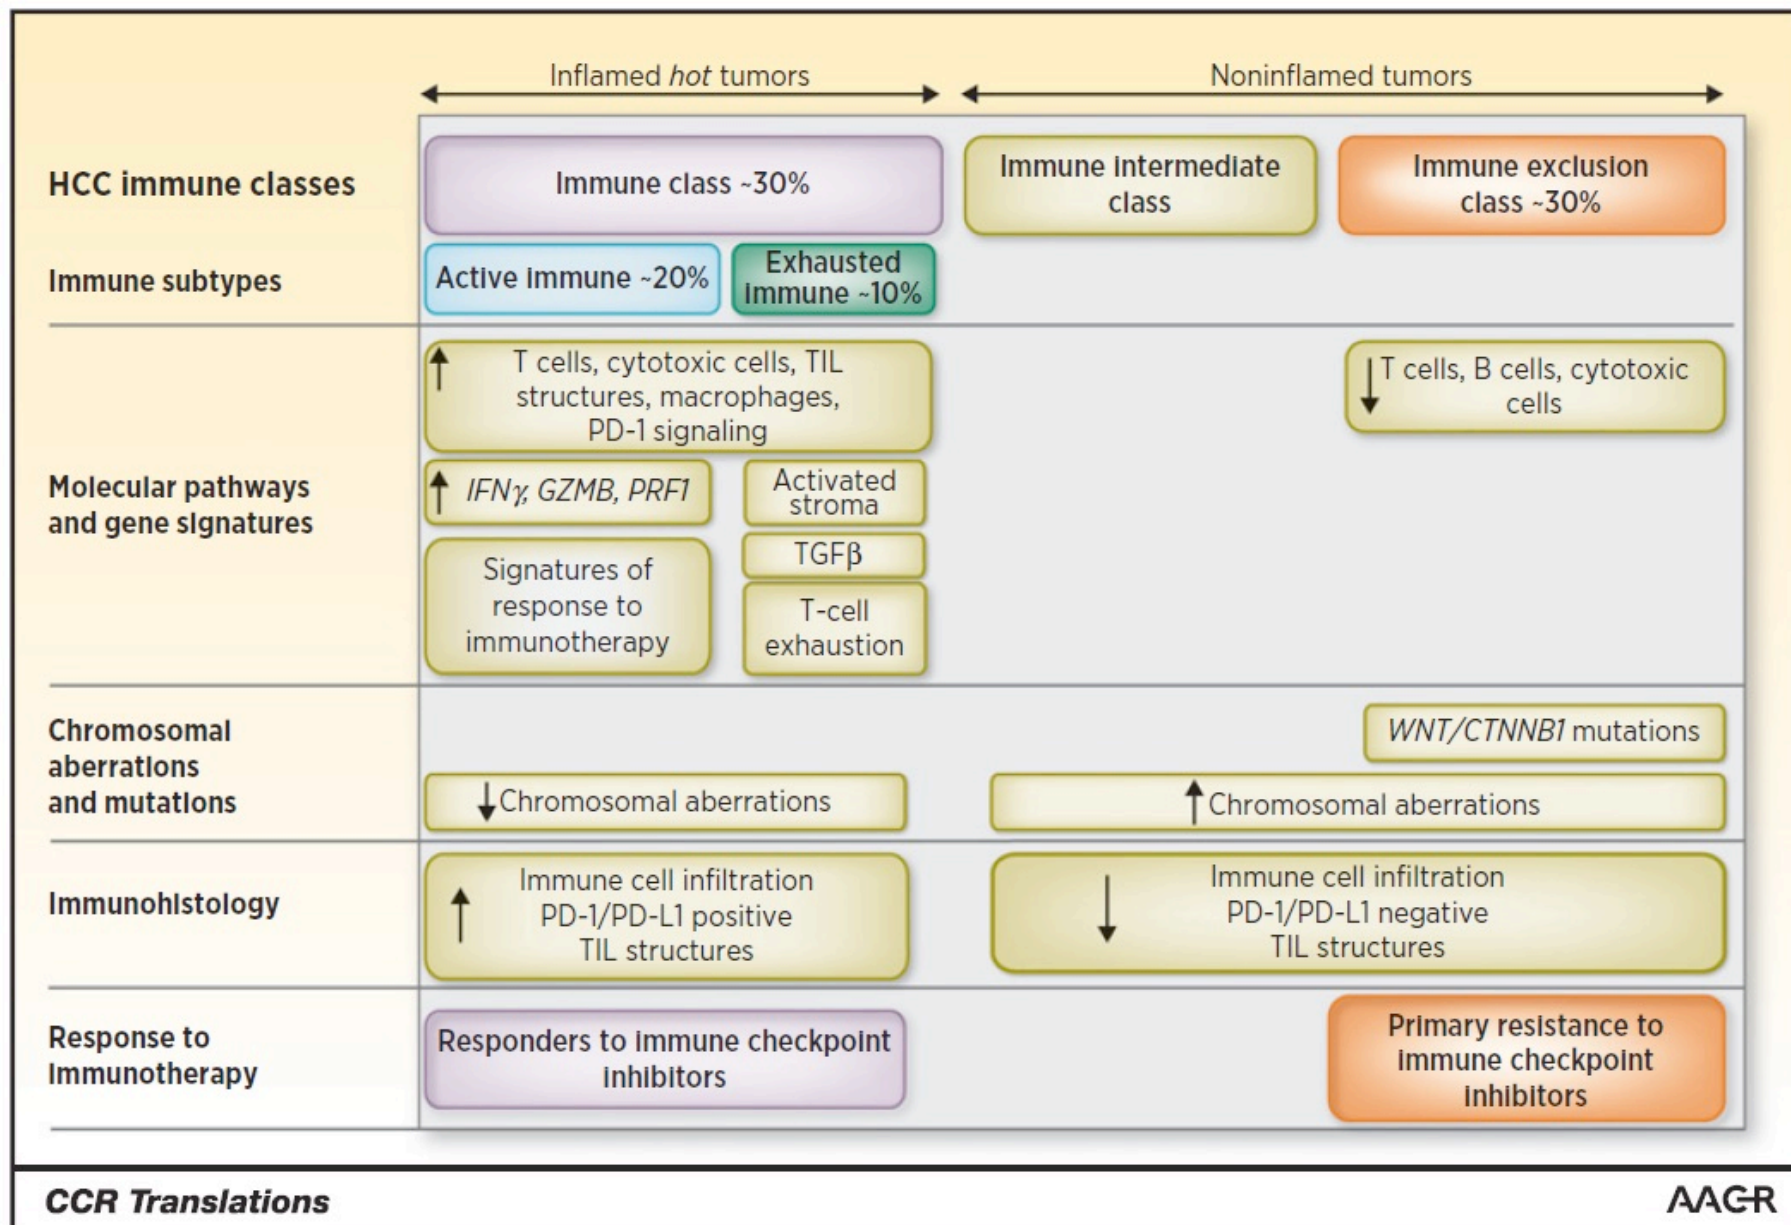 Inflamed hot tumors
Noninflamed tumors
HCC immune classes
Immune class ~30%
Immune intermediate
class
Immune exclusion
class ~30%
Immune subtypes
Active immune ~20%
Exhausted
immune ~10%
Molecular pathways
and gene signatures
↑ T cells, cytotoxic cells, TIL
structures, macrophages,
PD-1 signaling
↓ T cells, B cells, cytotoxic
cells
↑ IFNγ, GZMB, PRF1
Activated
stroma
Signatures of
response to
immunotherapy
TGFβ
T-cell
exhaustion
Chromosomal
aberrations
and mutations
WNT/CTNNB1 mutations
↓ Chromosomal aberrations
↑ Chromosomal aberrations
Immunohistology
↑ Immune cell infiltration
PD-1/PD-L1 positive
TIL structures
↓ Immune cell infiltration
PD-1/PD-L1 negative
TIL structures
Response to
immunotherapy
Responders to immune checkpoint
inhibitors
Primary resistance to
immune checkpoint
inhibitors
CCR Translations
AACR